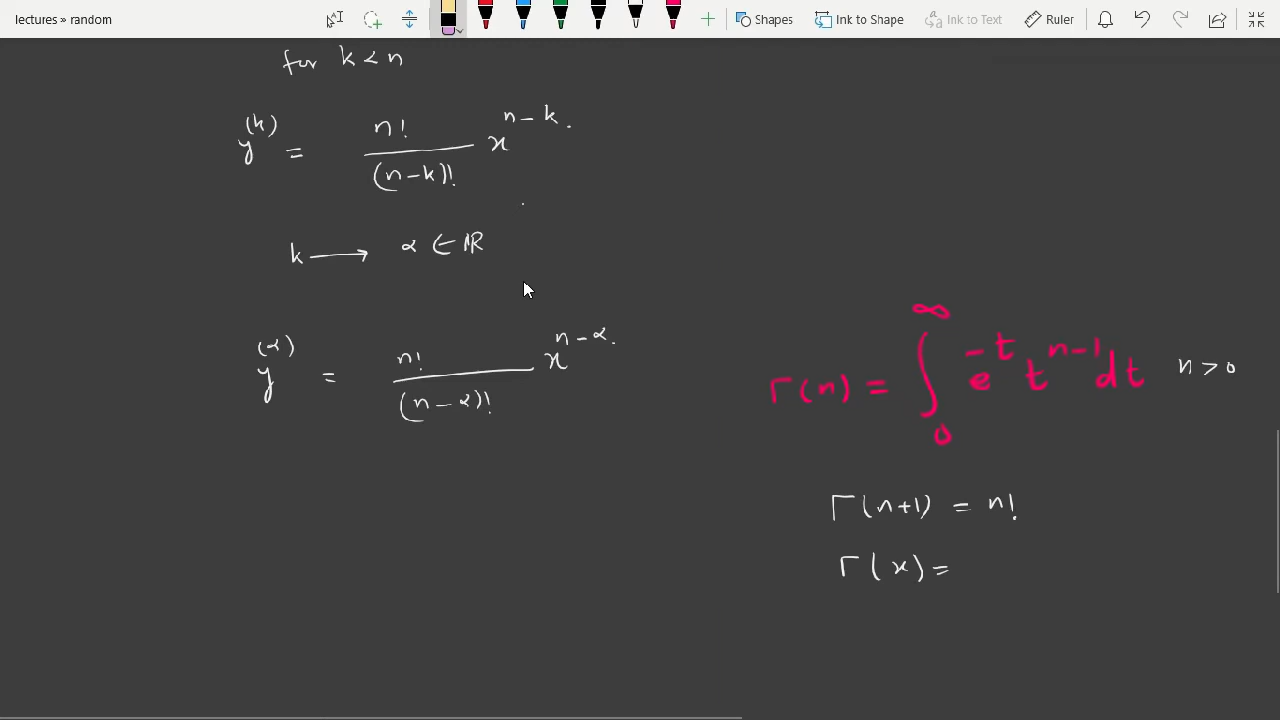 lectures » random
Shapes
Ink to Shape
Ink to Text
Ruler
for k < n
y^(k) = n! / (n-k)! x^(n-k).
k ⟶ α ∈ ℝ
y^(α) = n! / (n-α)! x^(n-α).
Γ(n) = ∫_0^∞ e^(-t) t^(n-1) dt n > 0
Γ(n+1) = n!
Γ(x) =